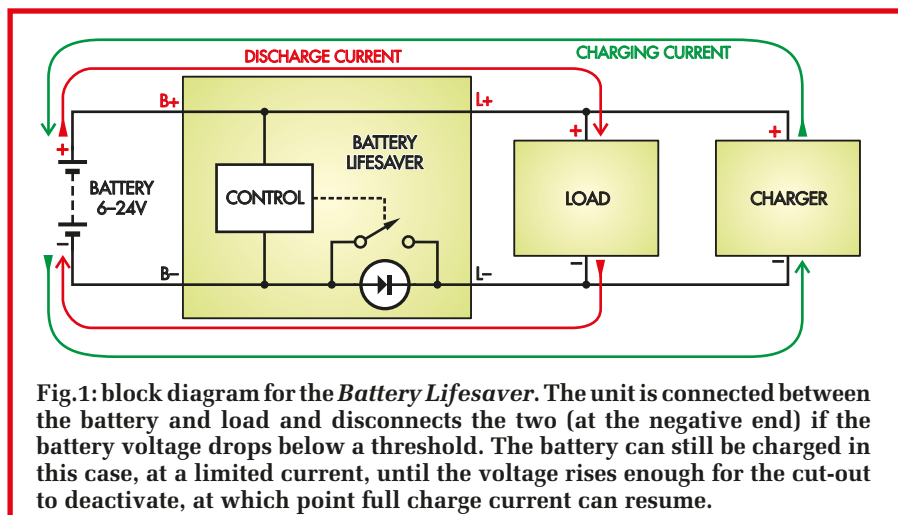 DISCHARGE CURRENT
CHARGING CURRENT
B+
L+
+
BATTERY
6–24V
–
BATTERY
LIFESAVER
CONTROL
+
LOAD
–
+
CHARGER
–
B–
L–
Fig.1: block diagram for the Battery Lifesaver. The unit is connected between
the battery and load and disconnects the two (at the negative end) if the
battery voltage drops below a threshold. The battery can still be charged in
this case, at a limited current, until the voltage rises enough for the cut-out
to deactivate, at which point full charge current can resume.